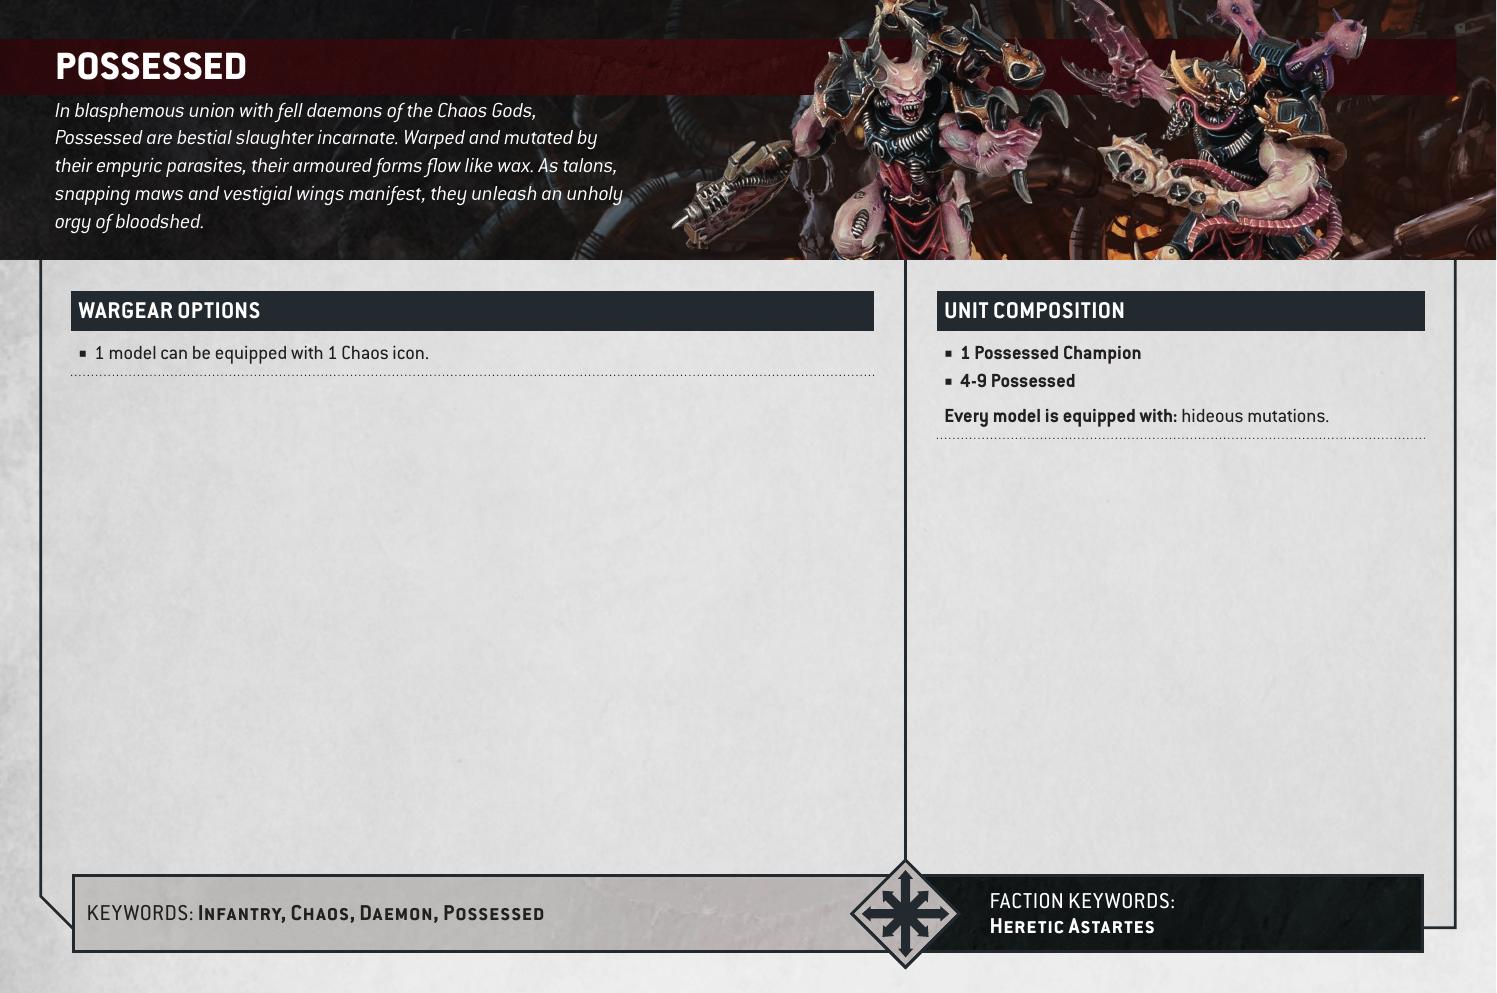 POSSESSED
In blasphemous union with fell daemons of the Chaos Gods,
Possessed are bestial slaughter incarnate. Warped and mutated by
their empyric parasites, their armoured forms flow like wax. As talons,
snapping maws and vestigial wings manifest, they unleash an unholy
orgy of bloodshed.
WARGEAR OPTIONS
▪ 1 model can be equipped with 1 Chaos icon.
UNIT COMPOSITION
▪ 1 Possessed Champion
▪ 4-9 Possessed
Every model is equipped with: hideous mutations.
KEYWORDS: Infantry, Chaos, Daemon, Possessed
FACTION KEYWORDS:
Heretic Astartes